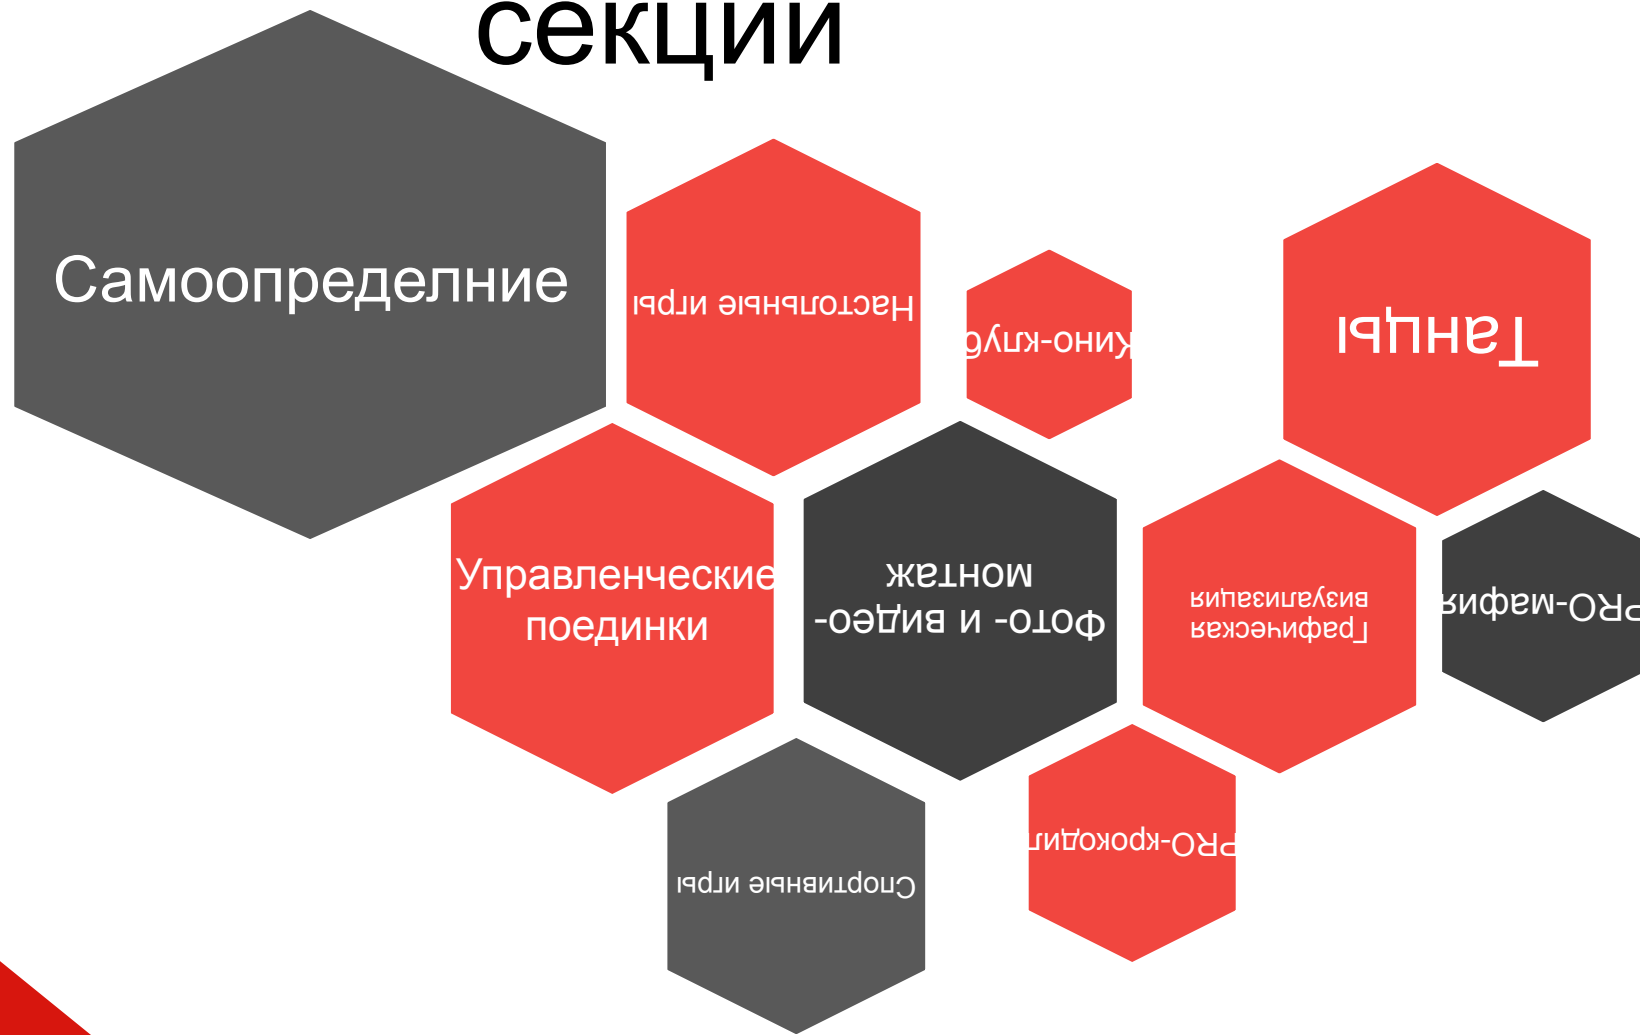 секции
Самоопределние
Настольные игры
Кино-клуб
Танцы
Управленческие
поединки
Фото- и видео-
монтаж
Графическая
визуализация
PRO-мафия
Спортивные игры
PRO-крокодил